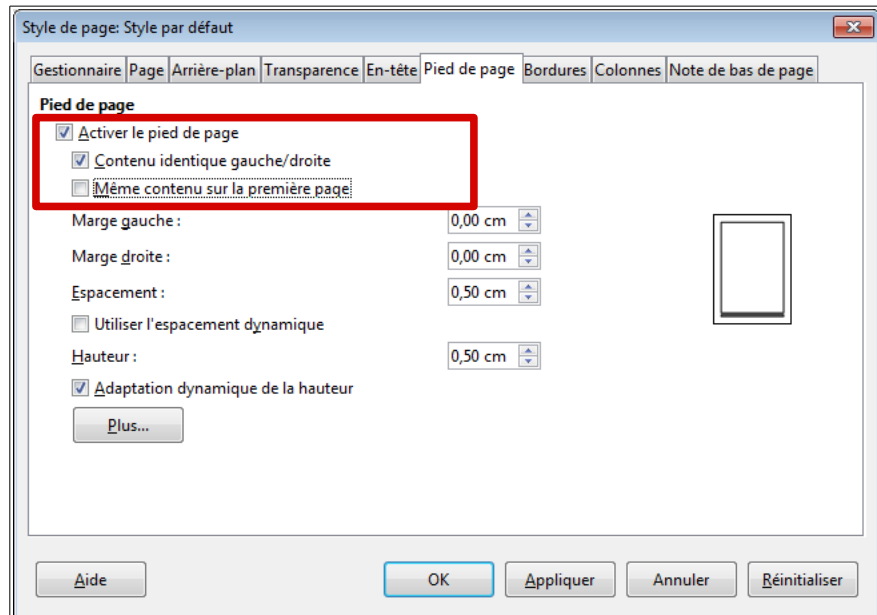 Style de page: Style par défaut
Gestionnaire Page Arrière-plan Transparence En-tête Pied de page Bordures Colonnes Note de bas de page
Pied de page
Activer le pied de page
Contenu identique gauche/droite
Même contenu sur la première page
Marge gauche : 0,00 cm
Marge droite : 0,00 cm
Espacement : 0,50 cm
Utiliser l'espacement dynamique
Hauteur : 0,50 cm
Adaptation dynamique de la hauteur
Plus...
Aide OK Appliquer Annuler Réinitialiser